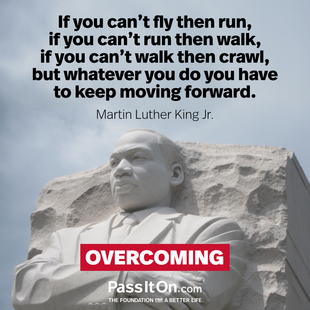 If you can’t fly then run,
if you can’t run then walk,
if you can’t walk then crawl,
but whatever you do you have
to keep moving forward.
Martin Luther King Jr.
OVERCOMING
PassItOn.com
THE FOUNDATION FOR A BETTER LIFE